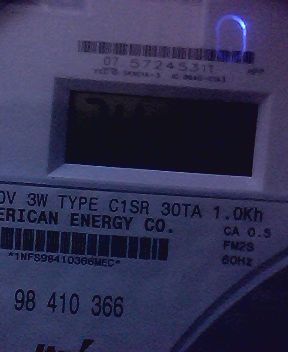 07 57245317
0V 3W TYPE C1SR 30TA 1.0Kh
ERICAN ENERGY CO.
CA 0.3
FM2S
60Hz
*1NFS98410366MEC*
98 410 366